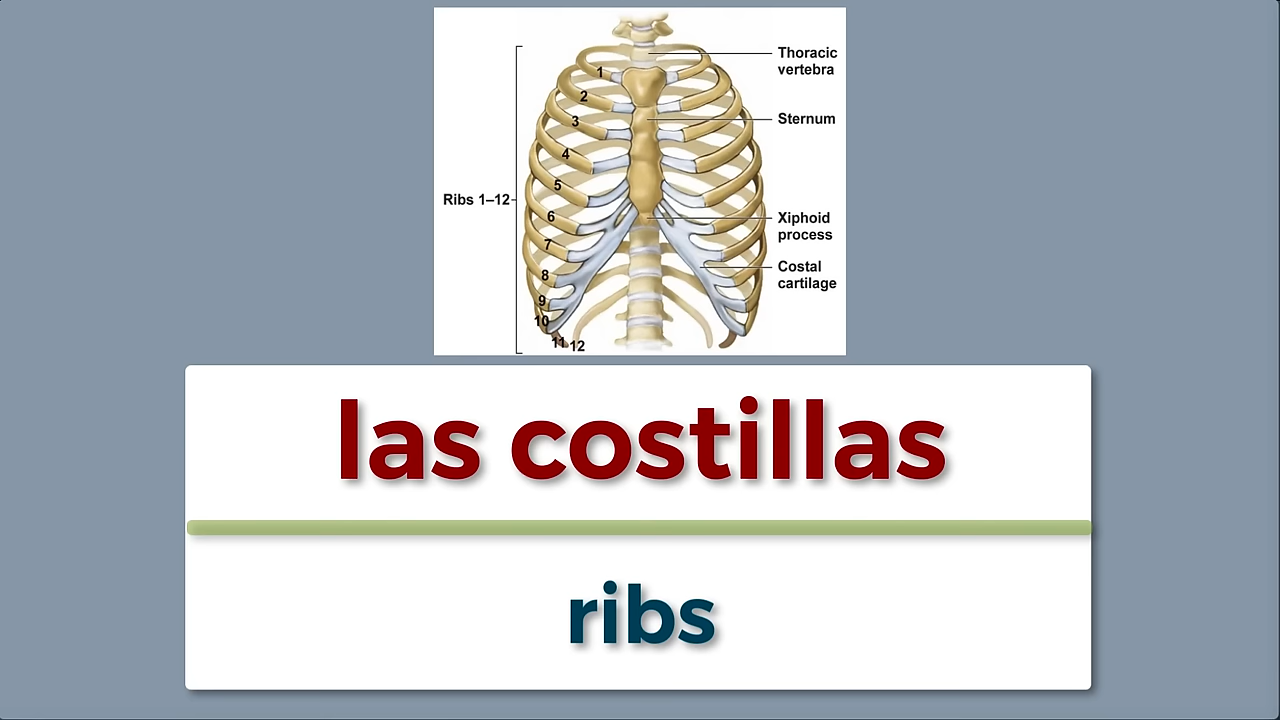 Thoracic
vertebra
1
2
Sternum
3
4
5
Ribs 1–12
6
Xiphoid
process
7
Costal
cartilage
8
9
10
11 12
las costillas
ribs